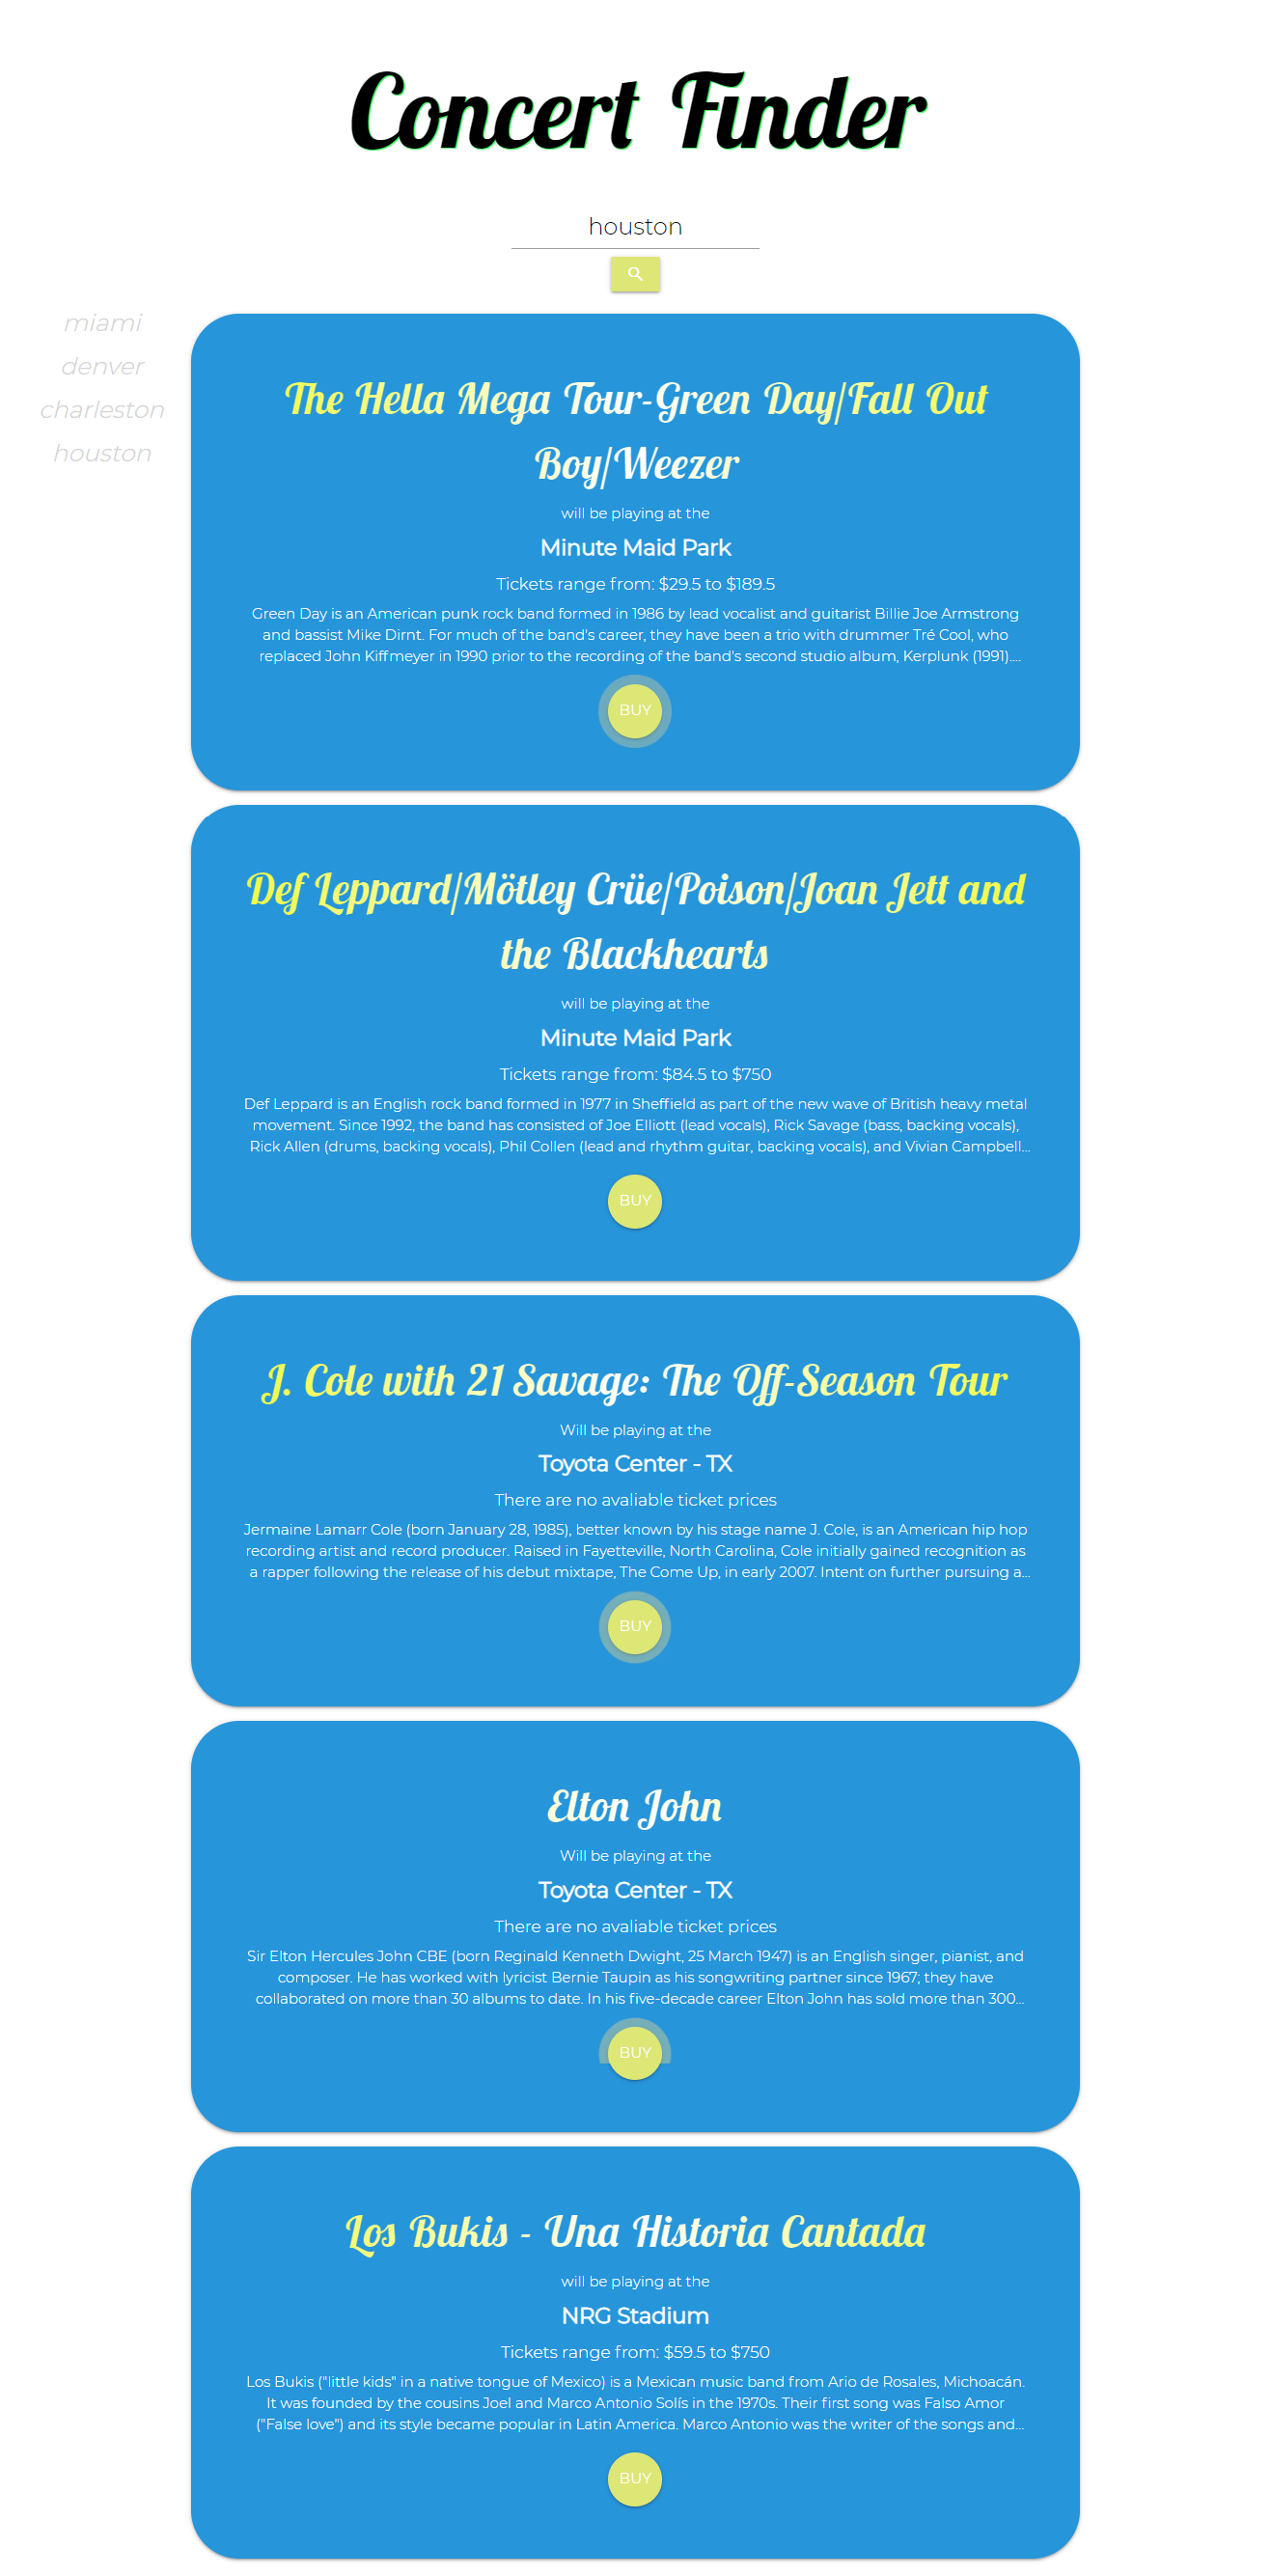 Concert Finder
houston
miami
denver
charleston
houston
The Hella Mega Tour-Green Day/Fall Out
Boy/Weezer
will be playing at the
Minute Maid Park
Tickets range from: $29.5 to $189.5
Green Day is an American punk rock band formed in 1986 by lead vocalist and guitarist Billie Joe Armstrong
and bassist Mike Dirnt. For much of the band's career, they have been a trio with drummer Tré Cool, who
replaced John Kiffmeyer in 1990 prior to the recording of the band's second studio album, Kerplunk (1991)....
BUY
Def Leppard/Mötley Crüe/Poison/Joan Jett and
the Blackhearts
will be playing at the
Minute Maid Park
Tickets range from: $84.5 to $750
Def Leppard is an English rock band formed in 1977 in Sheffield as part of the new wave of British heavy metal
movement. Since 1992, the band has consisted of Joe Elliott (lead vocals), Rick Savage (bass, backing vocals),
Rick Allen (drums, backing vocals), Phil Collen (lead and rhythm guitar, backing vocals), and Vivian Campbell...
BUY
J. Cole with 21 Savage: The Off-Season Tour
Will be playing at the
Toyota Center - TX
There are no avaliable ticket prices
Jermaine Lamarr Cole (born January 28, 1985), better known by his stage name J. Cole, is an American hip hop
recording artist and record producer. Raised in Fayetteville, North Carolina, Cole initially gained recognition as
a rapper following the release of his debut mixtape, The Come Up, in early 2007. Intent on further pursuing a...
BUY
Elton John
Will be playing at the
Toyota Center - TX
There are no avaliable ticket prices
Sir Elton Hercules John CBE (born Reginald Kenneth Dwight, 25 March 1947) is an English singer, pianist, and
composer. He has worked with lyricist Bernie Taupin as his songwriting partner since 1967; they have
collaborated on more than 30 albums to date. In his five-decade career Elton John has sold more than 300...
BUY
Los Bukis - Una Historia Cantada
will be playing at the
NRG Stadium
Tickets range from: $59.5 to $750
Los Bukis ("little kids" in a native tongue of Mexico) is a Mexican music band from Ario de Rosales, Michoacán.
It was founded by the cousins Joel and Marco Antonio Solís in the 1970s. Their first song was Falso Amor
("False love") and its style became popular in Latin America. Marco Antonio was the writer of the songs and...
BUY